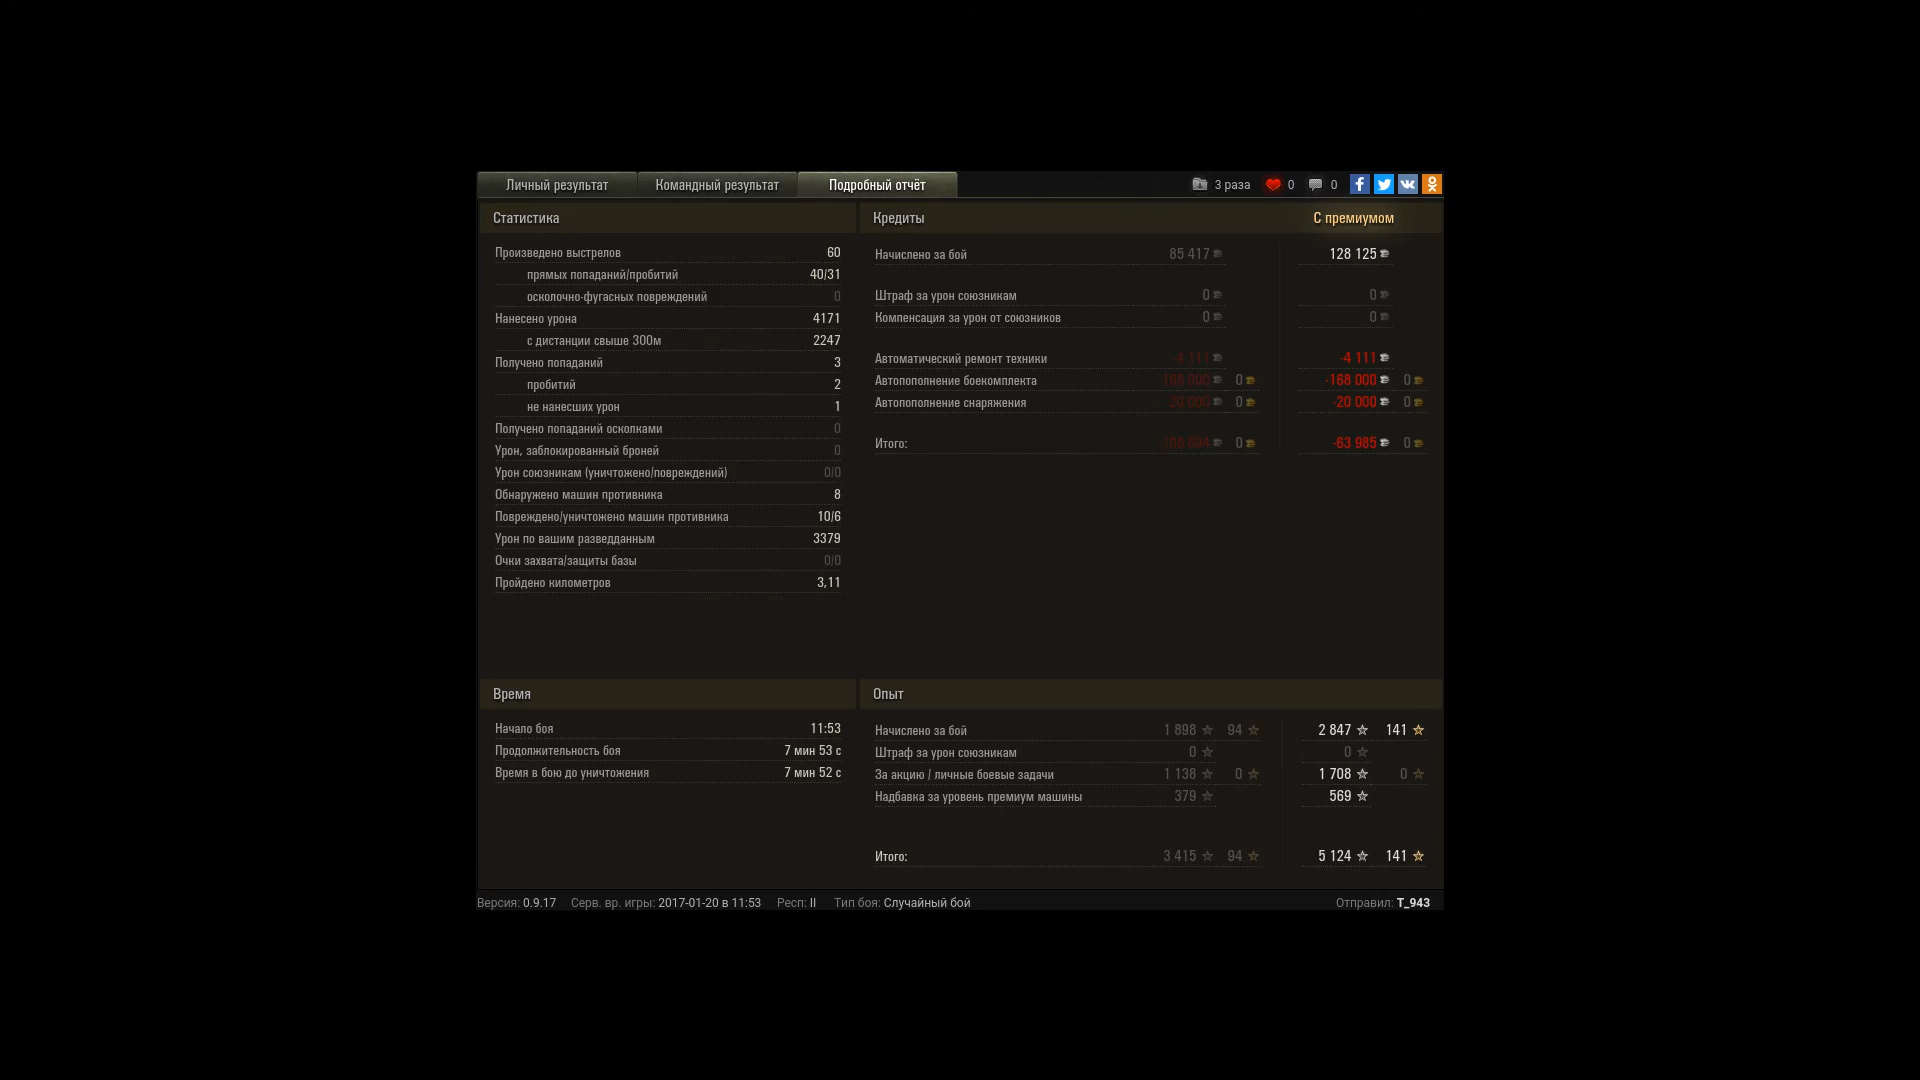 Личный результат Командный результат Подробный отчёт 3 раза 0 0
Статистика
Произведено выстрелов 60
прямых попаданий/пробитий 40/31
осколочно-фугасных повреждений 0
Нанесено урона 4171
с дистанции свыше 300м 2247
Получено попаданий 3
пробитий 2
не нанесших урон 1
Получено попаданий осколками 0
Урон, заблокированный броней 0
Урон союзникам (уничтожено/повреждений) 0/0
Обнаружено машин противника 8
Повреждено/уничтожено машин противника 10/6
Урон по вашим разведданным 3379
Очки захвата/защиты базы 0/0
Пройдено километров 3,11
Кредиты С премиумом
Начислено за бой 85 417 128 125
Штраф за урон союзникам 0 0
Компенсация за урон от союзников 0 0
Автоматический ремонт техники -4 111 -4 111
Автопополнение боекомплекта 168 000 0 -168 000 0
Автопополнение снаряжения 20 000 0 -20 000 0
Итого: 0 -63 985 0
Время
Начало боя 11:53
Продолжительность боя 7 мин 53 с
Время в бою до уничтожения 7 мин 52 с
Опыт
Начислено за бой 1 898 94 2 847 141
Штраф за урон союзникам 0 0
За акцию / личные боевые задачи 1 138 0 1 708 0
Надбавка за уровень премиум машины 379 569
Итого: 3 415 94 5 124 141
Версия: 0.9.17 Серв. вр. игры: 2017-01-20 в 11:53 Респ: II Тип боя: Случайный бой Отправил: T_943